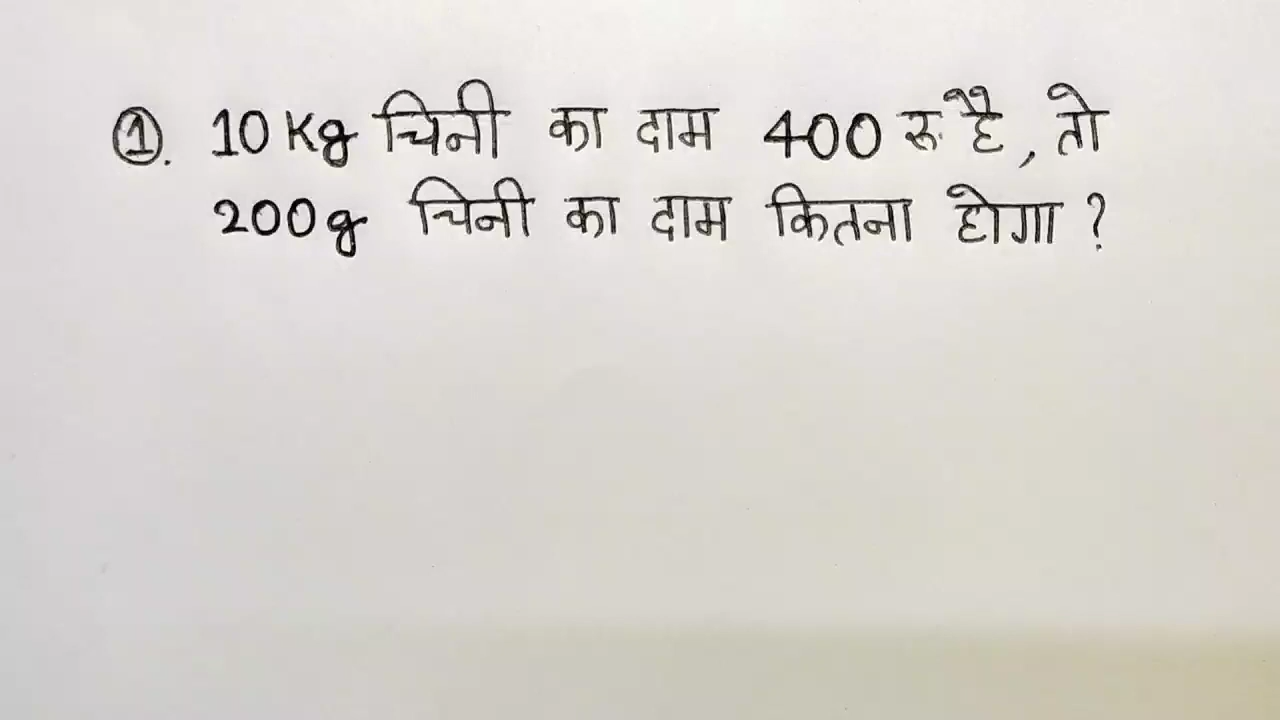 ①. 10 Kg चिनी का दाम 400 रु है, तो
200g चिनी का दाम कितना होगा ?